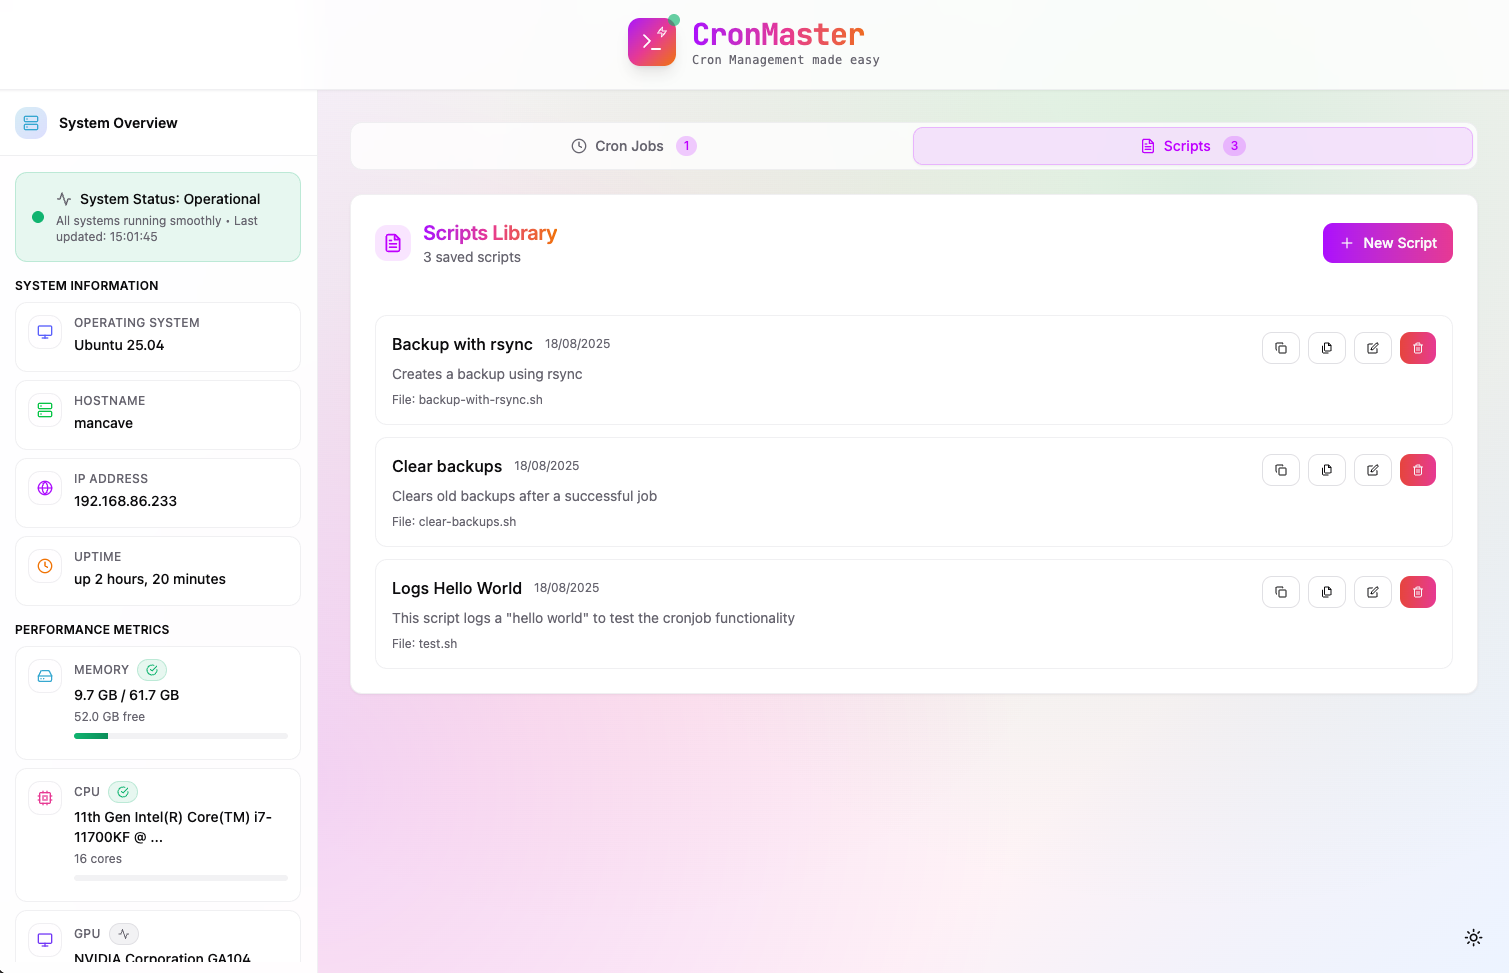 CronMaster
Cron Management made easy
System Overview
System Status: Operational
All systems running smoothly • Last
updated: 15:01:45
SYSTEM INFORMATION
OPERATING SYSTEM
Ubuntu 25.04
HOSTNAME
mancave
IP ADDRESS
192.168.86.233
UPTIME
up 2 hours, 20 minutes
PERFORMANCE METRICS
MEMORY
9.7 GB / 61.7 GB
52.0 GB free
CPU
11th Gen Intel(R) Core(TM) i7-
11700KF @ ...
16 cores
GPU
NVIDIA Corporation GA104
Cron Jobs 1
Scripts 3
Scripts Library
3 saved scripts
New Script
Backup with rsync 18/08/2025
Creates a backup using rsync
File: backup-with-rsync.sh
Clear backups 18/08/2025
Clears old backups after a successful job
File: clear-backups.sh
Logs Hello World 18/08/2025
This script logs a "hello world" to test the cronjob functionality
File: test.sh